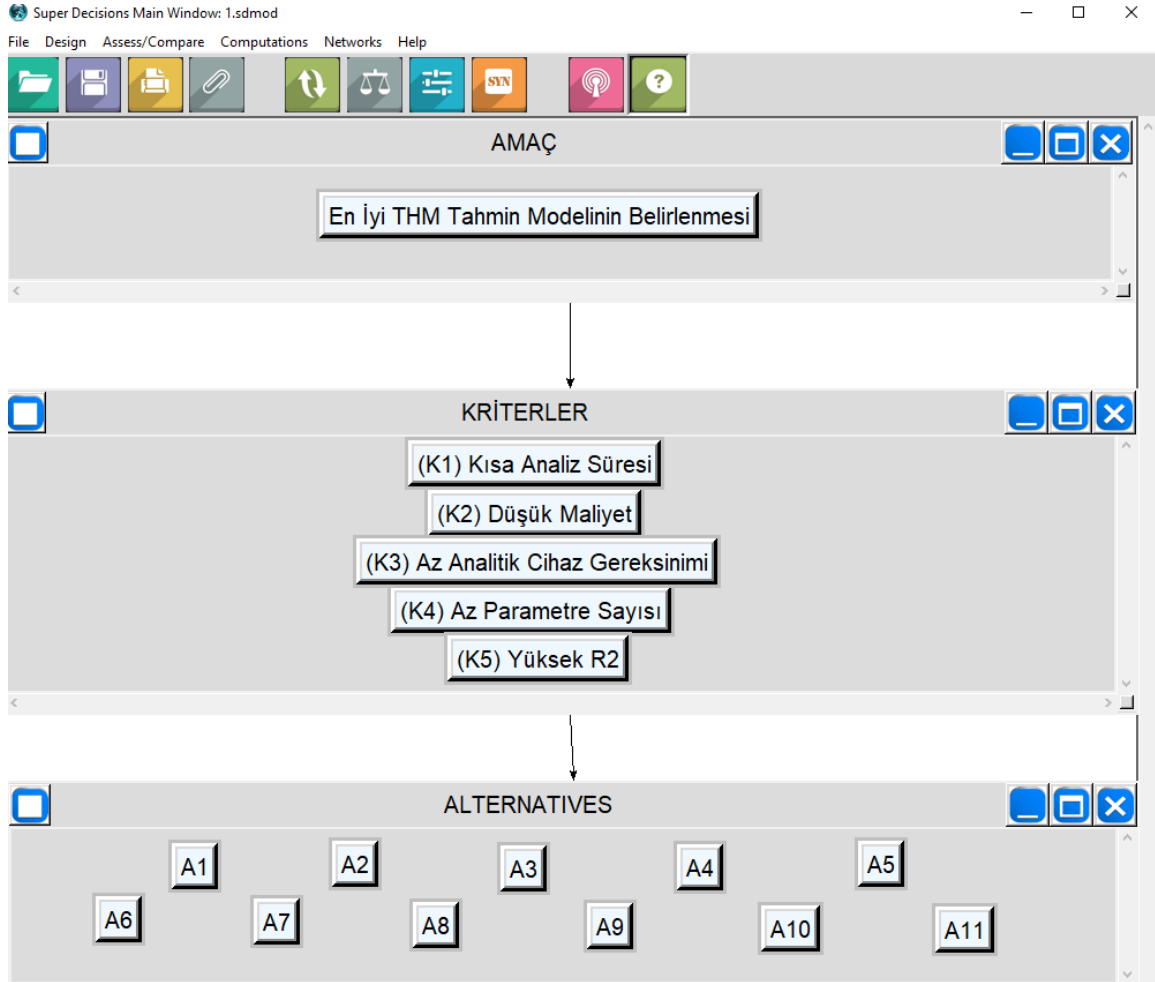 Super Decisions Main Window: 1.sdmod
File Design Assess/Compare Computations Networks Help
SYN
?
AMAÇ
En İyi THM Tahmin Modelinin Belirlenmesi
KRİTERLER
(K1) Kısa Analiz Süresi
(K2) Düşük Maliyet
(K3) Az Analitik Cihaz Gereksinimi
(K4) Az Parametre Sayısı
(K5) Yüksek R2
ALTERNATIVES
A1 A2 A3 A4 A5
A6 A7 A8 A9 A10 A11